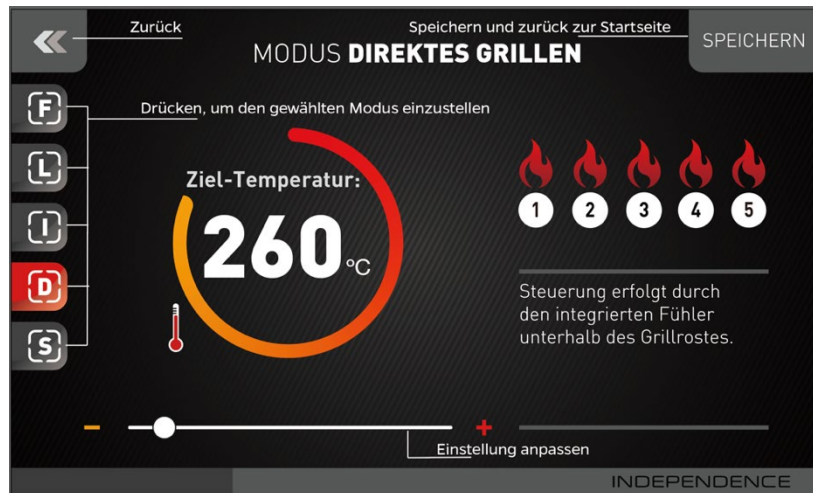 Zurück
Speichern und zurück zur Startseite
SPEICHERN
MODUS DIREKTES GRILLEN
F
Drücken, um den gewählten Modus einzustellen
L
I
D
S
Ziel-Temperatur:
260 °C
1 2 3 4 5
Steuerung erfolgt durch
den integrierten Fühler
unterhalb des Grillrostes.
− +
Einstellung anpassen
INDEPENDENCE